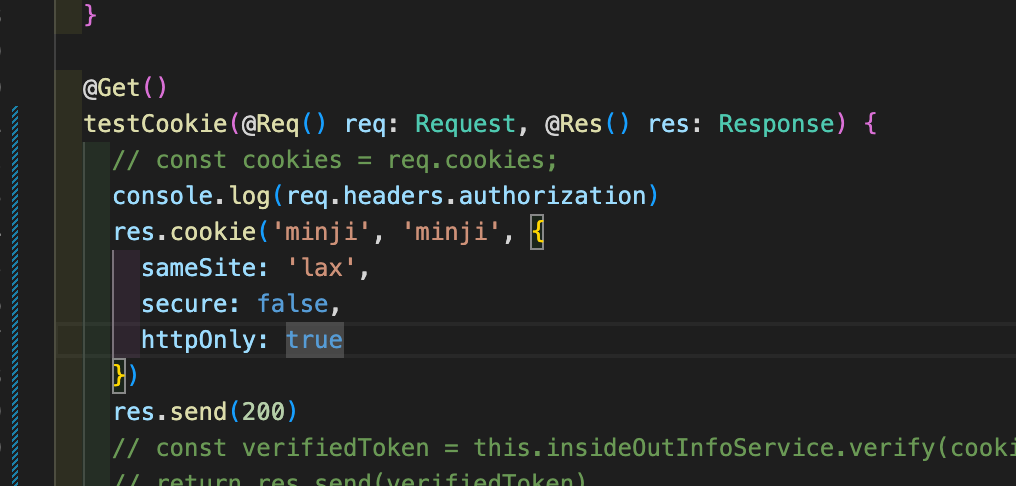 }
@Get()
testCookie(@Req() req: Request, @Res() res: Response) {
// const cookies = req.cookies;
console.log(req.headers.authorization)
res.cookie('minji', 'minji', {
sameSite: 'lax',
secure: false,
httpOnly: true
})
res.send(200)
// const verifiedToken = this.insideOutInfoService.verify(cooki
// return res.send(verifiedToken)